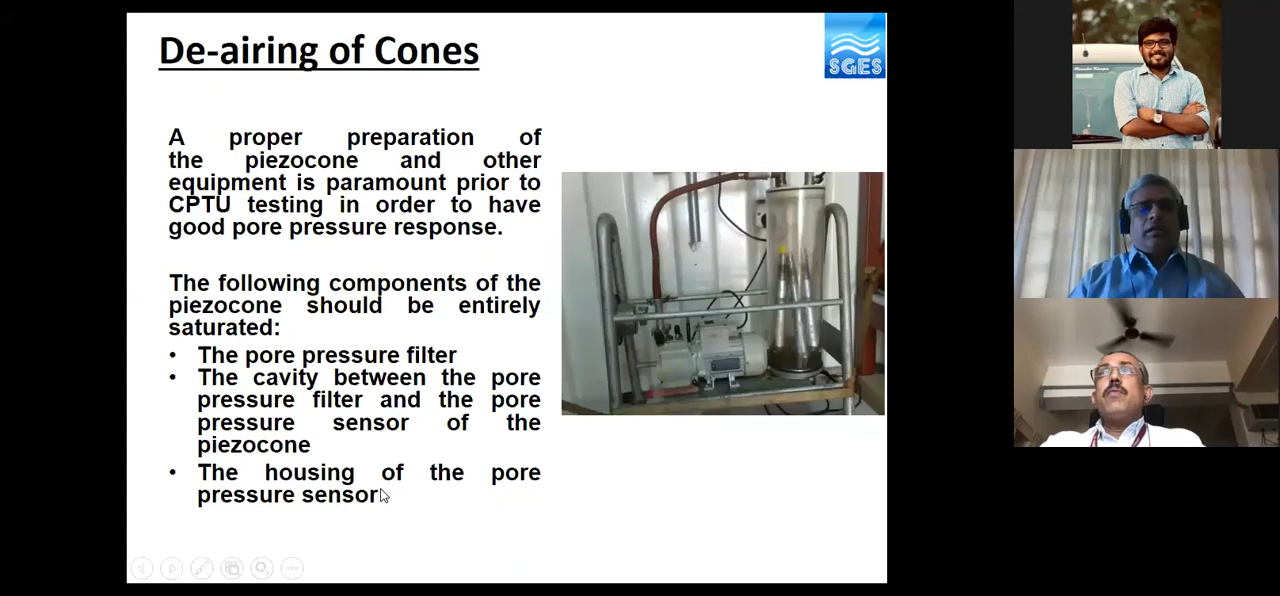 De-airing of Cones
SGES
A proper preparation of
the piezocone and other
equipment is paramount prior to
CPTU testing in order to have
good pore pressure response.
The following components of the
piezocone should be entirely
saturated:
• The pore pressure filter
• The cavity between the pore
pressure filter and the pore
pressure sensor of the
piezocone
• The housing of the pore
pressure sensor